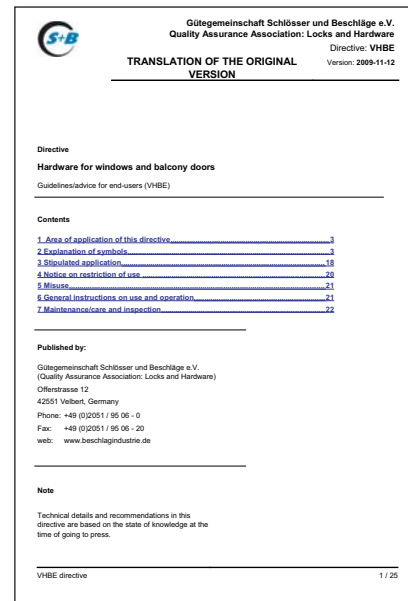 S+B
Gütegemeinschaft Schlösser und Beschläge e.V.
Quality Assurance Association: Locks and Hardware
Directive: VHBE
TRANSLATION OF THE ORIGINAL
VERSION
Version: 2009-11-12
Directive
Hardware for windows and balcony doors
Guidelines/advice for end-users (VHBE)
Contents
1 Area of application of this directive 3
2 Explanation of symbols 3
3 Stipulated application 18
4 Notice on restriction of use 20
5 Misuse 21
6 General instructions on use and operation 21
7 Maintenance/care and inspection 22
Published by:
Gütegemeinschaft Schlösser und Beschläge e.V.
(Quality Assurance Association: Locks and Hardware)
Offerstrasse 12
42551 Velbert, Germany
Phone: +49 (0)2051 / 95 06 - 0
Fax: +49 (0)2051 / 95 06 - 20
web: www.beschlagindustrie.de
Note
Technical details and recommendations in this
directive are based on the state of knowledge at the
time of going to press.
VHBE directive 1 / 25